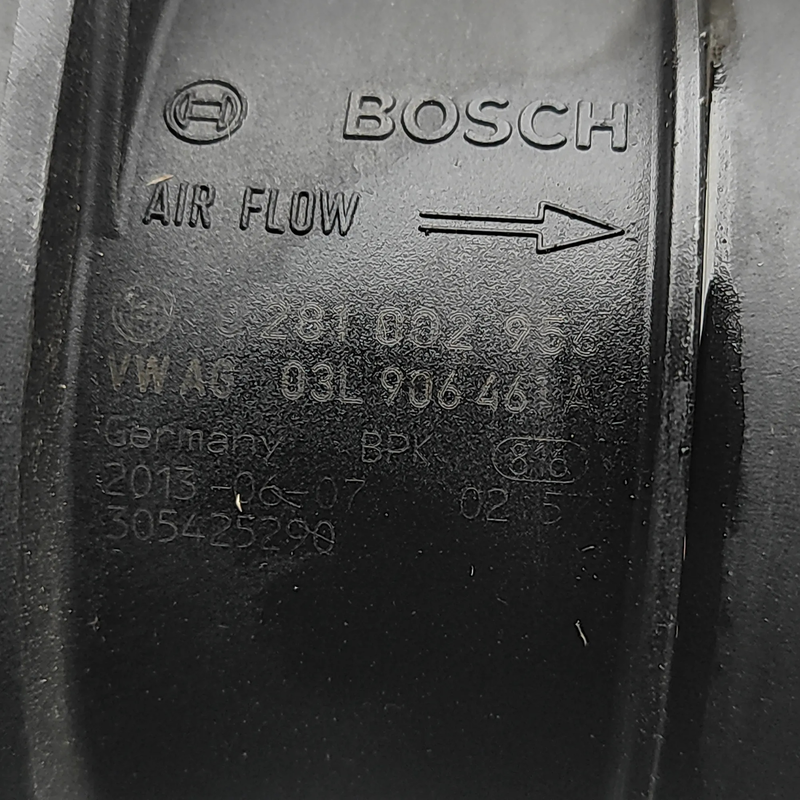 BOSCH
AIR FLOW
0 281 002 956
VW AG 03L 906 461 A
Germany BPK 816
2013-06-07 02 5
305425290